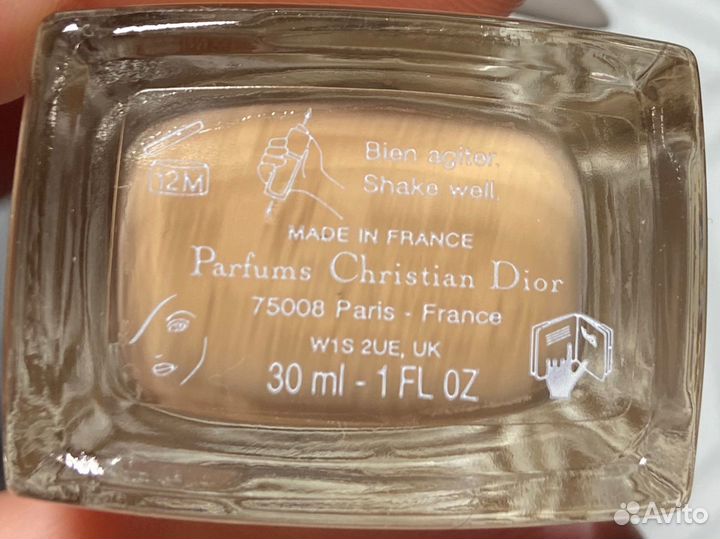 Bien agiter.
Shake well.
12M
MADE IN FRANCE
Parfums Christian Dior
75008 Paris - France
W1S 2UE, UK
30 ml - 1 FL OZ
Avito